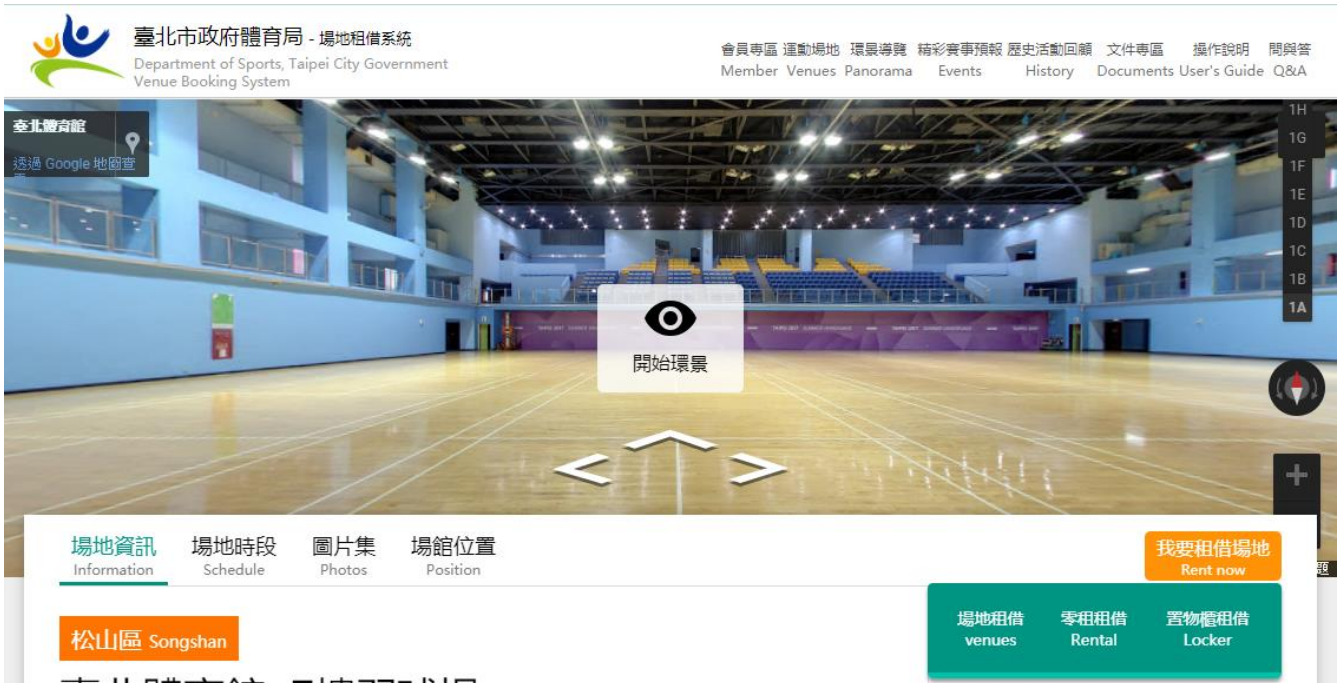 臺北市政府體育局 - 場地租借系統
Department of Sports, Taipei City Government
Venue Booking System
會員專區 運動場地 環景導覽 精彩賽事預報 歷史活動回顧 文件專區 操作說明 問與答
Member Venues Panorama Events History Documents User's Guide Q&A
臺北體育館
透過 Google 地圖查
1H
1G
1F
1E
1D
1C
1B
1A
開始環景
場地資訊 場地時段 圖片集 場館位置
Information Schedule Photos Position
我要租借場地
Rent now
題
場地租借 零租租借 置物櫃租借
venues Rental Locker
松山區 Songshan